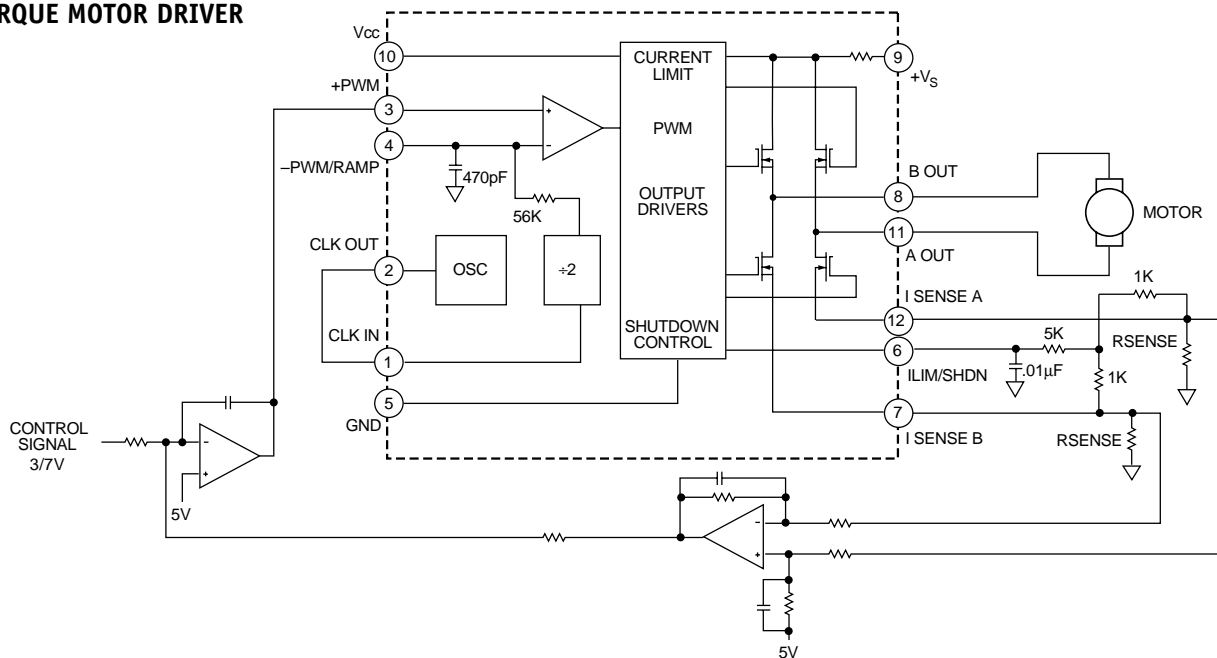 RQUE MOTOR DRIVER
Vcc
10
+PWM
3
4
–PWM/RAMP
470pF
56K
CLK OUT
2
OSC
÷2
CLK IN
1
5
GND
CURRENT
LIMIT
PWM
OUTPUT
DRIVERS
SHUTDOWN
CONTROL
9
+VS
B OUT
8
11
A OUT
MOTOR
I SENSE A
12
1K
5K
RSENSE
6
ILIM/SHDN
.01µF
1K
7
I SENSE B
RSENSE
CONTROL
SIGNAL
3/7V
–
+
5V
–
+
5V
+
–